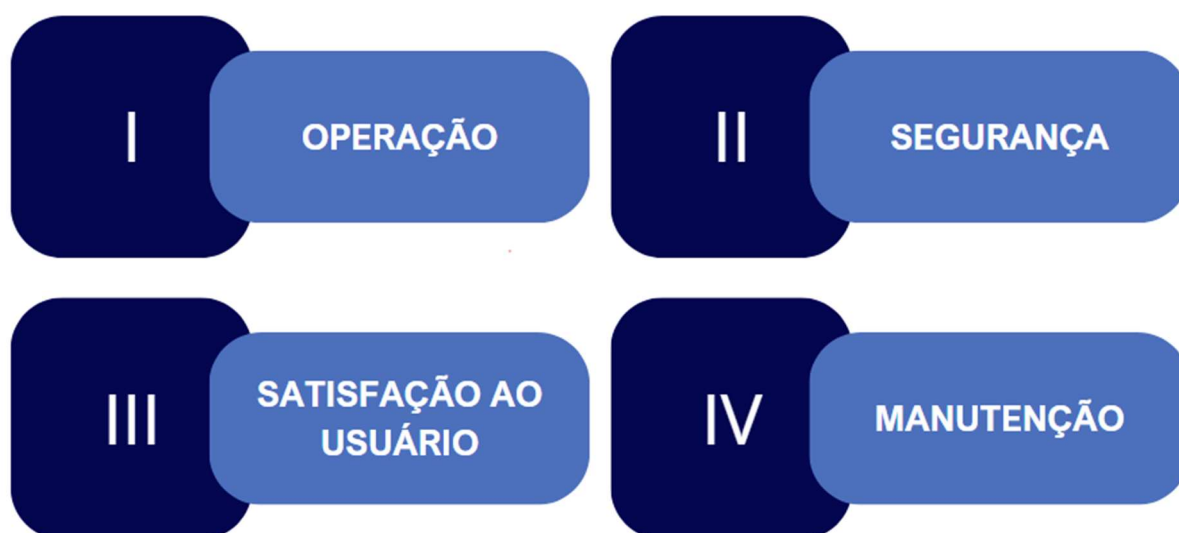 I
OPERAÇÃO
II
SEGURANÇA
III
SATISFAÇÃO AO
USUÁRIO
IV
MANUTENÇÃO